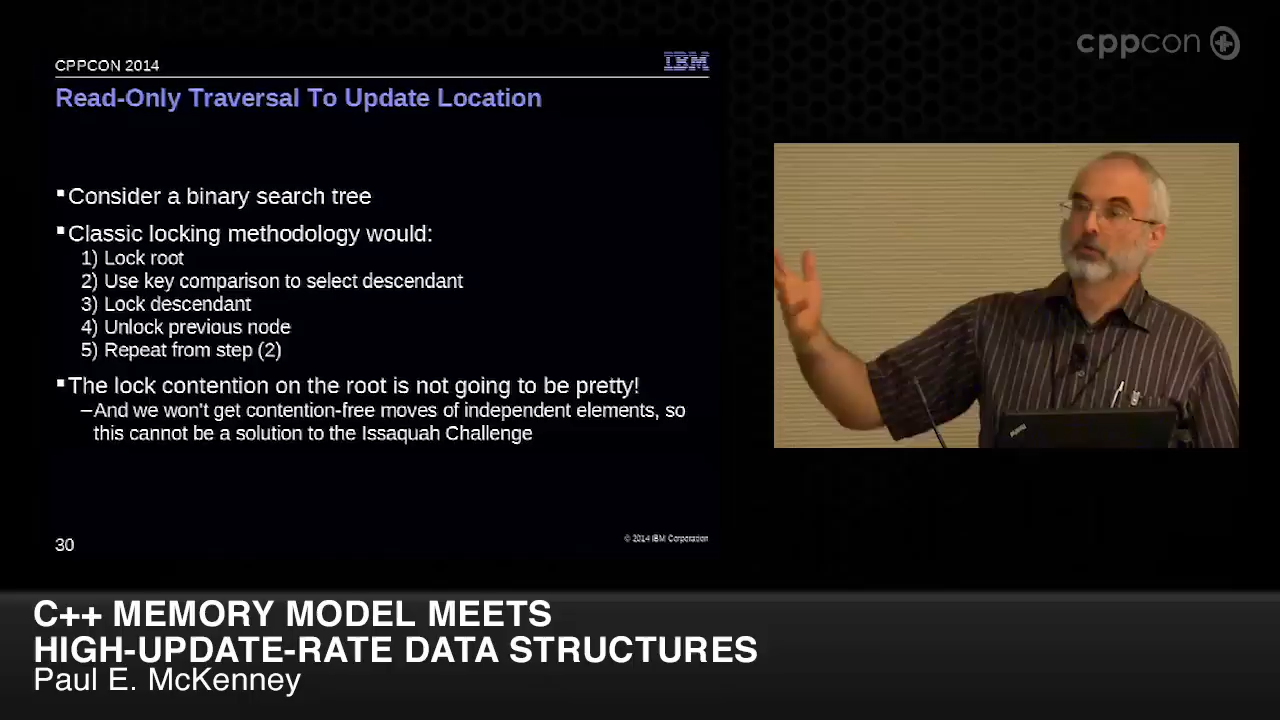 cppcon
CPPCON 2014
IBM
Read-Only Traversal To Update Location
▪Consider a binary search tree
▪Classic locking methodology would:
1) Lock root
2) Use key comparison to select descendant
3) Lock descendant
4) Unlock previous node
5) Repeat from step (2)
▪The lock contention on the root is not going to be pretty!
–And we won't get contention-free moves of independent elements, so
this cannot be a solution to the Issaquah Challenge
30
© 2014 IBM Corporation
C++ MEMORY MODEL MEETS
HIGH-UPDATE-RATE DATA STRUCTURES
Paul E. McKenney